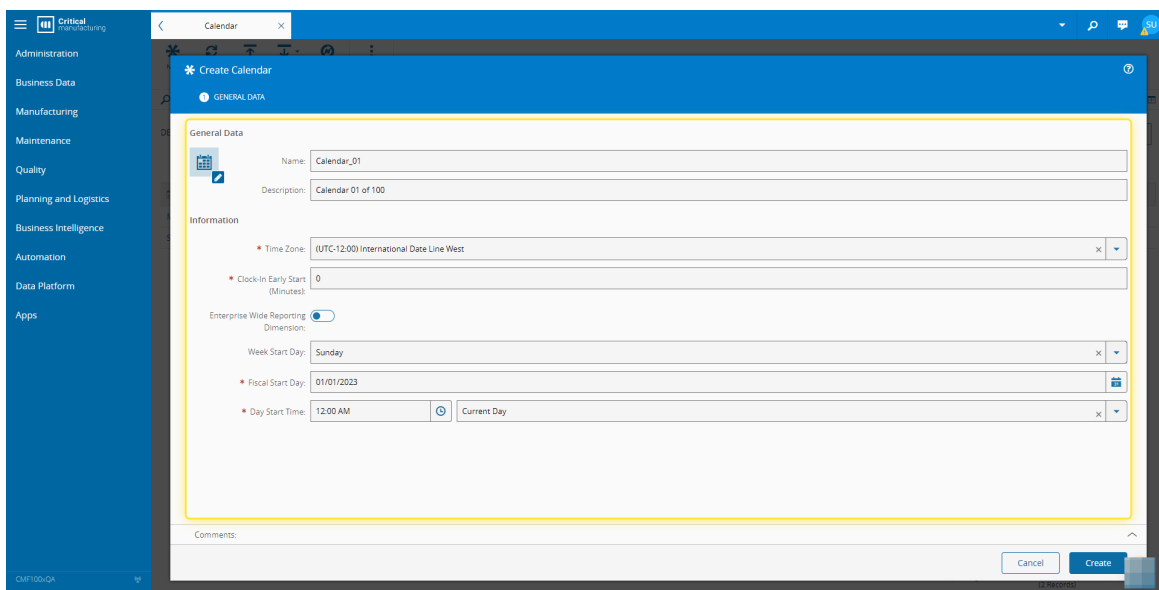 Critical
manufacturing
Calendar
SU
Administration
Business Data
Manufacturing
Maintenance
Quality
Planning and Logistics
Business Intelligence
Automation
Data Platform
Apps
CMF100xQA
Create Calendar
1 GENERAL DATA
General Data
Name: Calendar_01
Description: Calendar 01 of 100
Information
* Time Zone: (UTC-12:00) International Date Line West
* Clock-In Early Start (Minutes): 0
Enterprise Wide Reporting
Dimension:
Week Start Day: Sunday
* Fiscal Start Day: 01/01/2023
* Day Start Time: 12:00 AM Current Day
Comments:
Cancel Create
(2 Records)